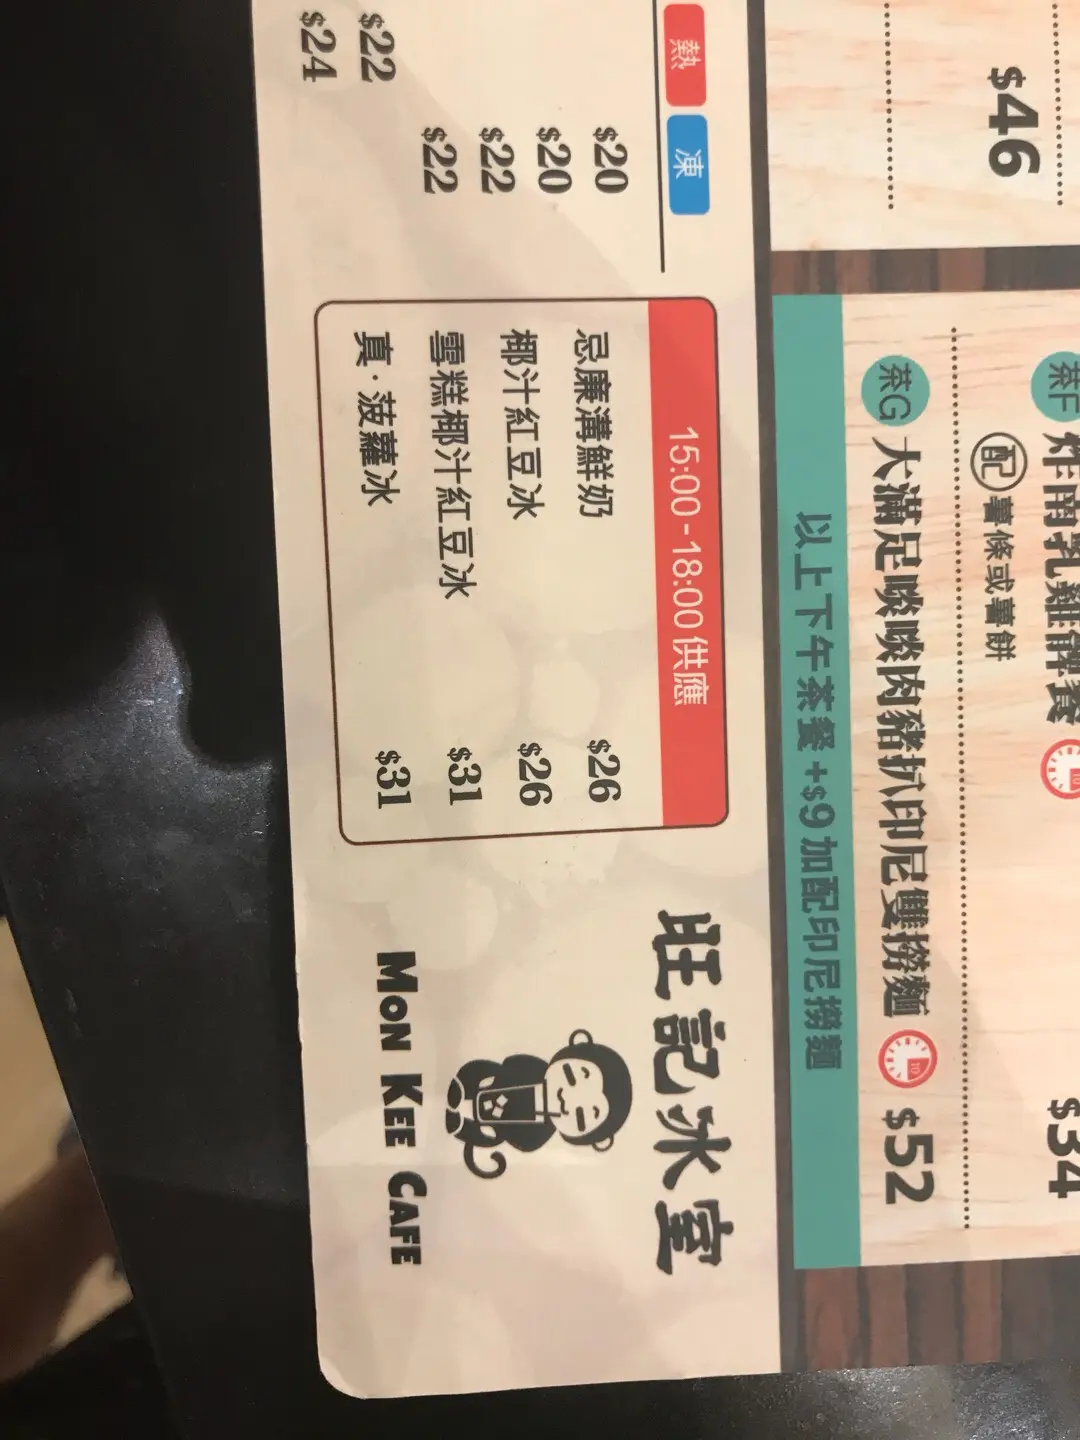 $46
茶F 炸南乳雞髀餐 10 $34
配 薯條或薯餅
茶G 大滿足啖啖肉豬扒印尼雙撈麵 10 $52
以上下午茶餐+$9加配印尼撈麵
熱 凍
$20
$20
$22
$22
$22
$24
15:00-18:00供應
忌廉溝鮮奶 $26
椰汁紅豆冰 $26
雪糕椰汁紅豆冰 $31
真·菠蘿冰 $31
旺記冰室
MON KEE CAFE